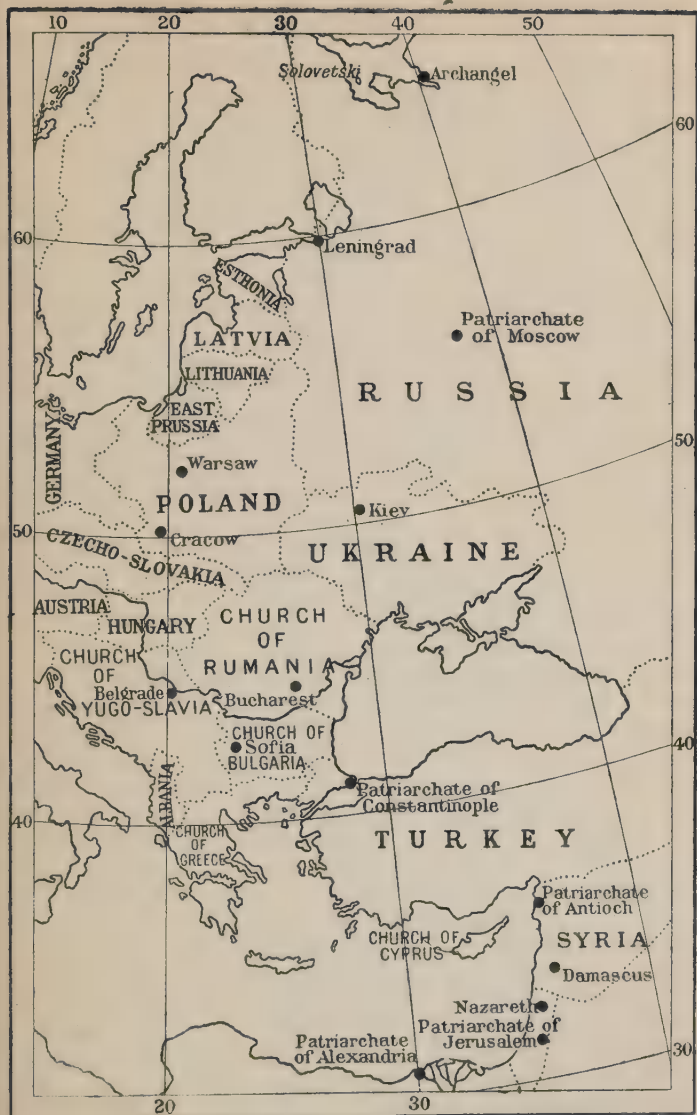 10 20 30 40 50
Solovetski
Archangel
60
60
Leningrad
ESTHONIA
Patriarchate
of Moscow
LATVIA
LITHUANIA
RUSSIA
EAST
PRUSSIA
GERMANY
50
Warsaw
POLAND
Kiev
50
Cracow
UKRAINE
CZECHO-SLOVAKIA
AUSTRIA
HUNGARY
CHURCH
OF
RUMANIA
CHURCH
OF
Belgrade
YUGO-SLAVIA
Bucharest
CHURCH OF
Sofia
BULGARIA
40
ALBANIA
Patriarchate of
Constantinople
40
CHURCH
OF
GREECE
TURKEY
Patriarchate
of Antioch
CHURCH OF
CYPRUS
SYRIA
Damascus
Nazareth
Patriarchate of
Jerusalem
Patriarchate
of Alexandria
30
20 30